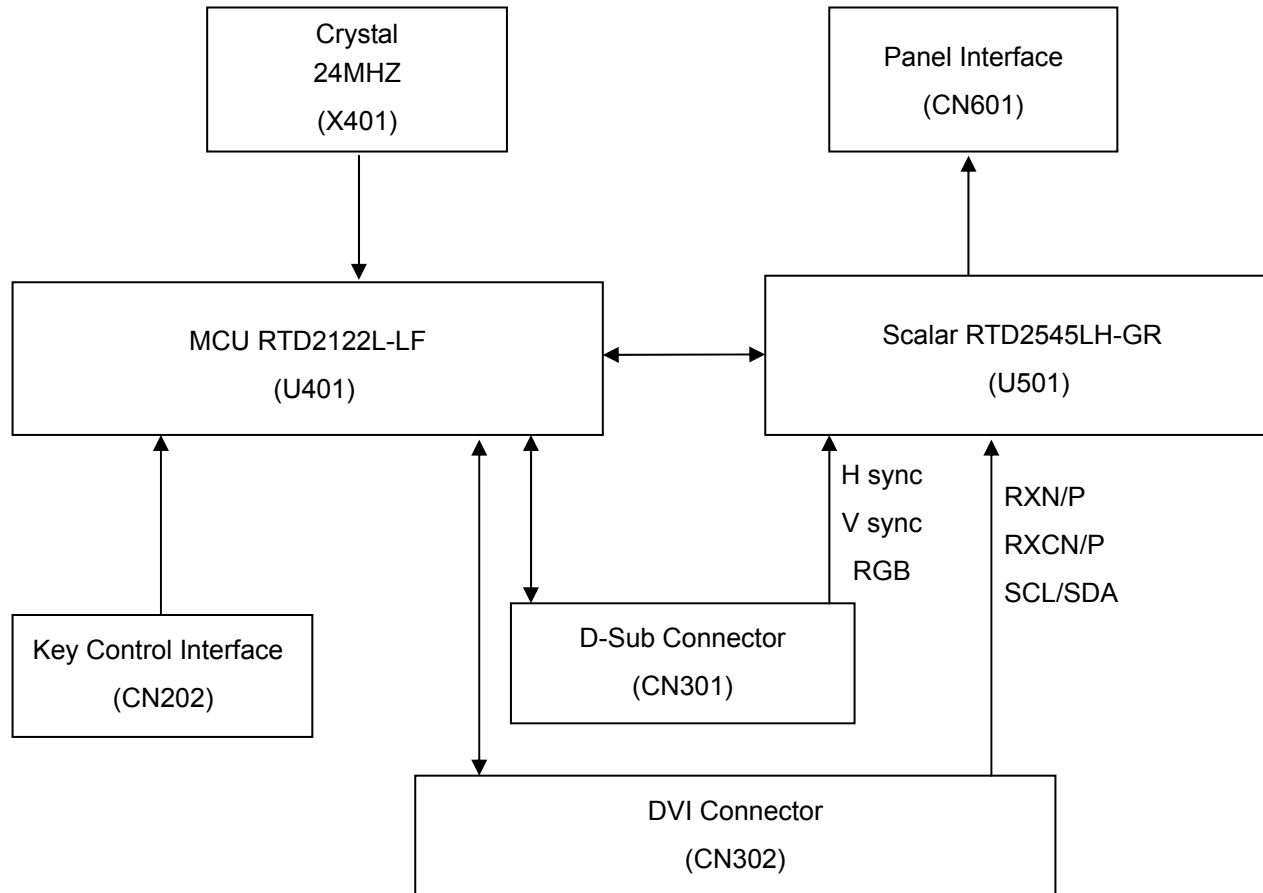 Crystal
24MHZ
(X401)
Panel Interface
(CN601)
MCU RTD2122L-LF
(U401)
Scalar RTD2545LH-GR
(U501)
H sync
V sync
RGB
RXN/P
RXCN/P
SCL/SDA
Key Control Interface
(CN202)
D-Sub Connector
(CN301)
DVI Connector
(CN302)